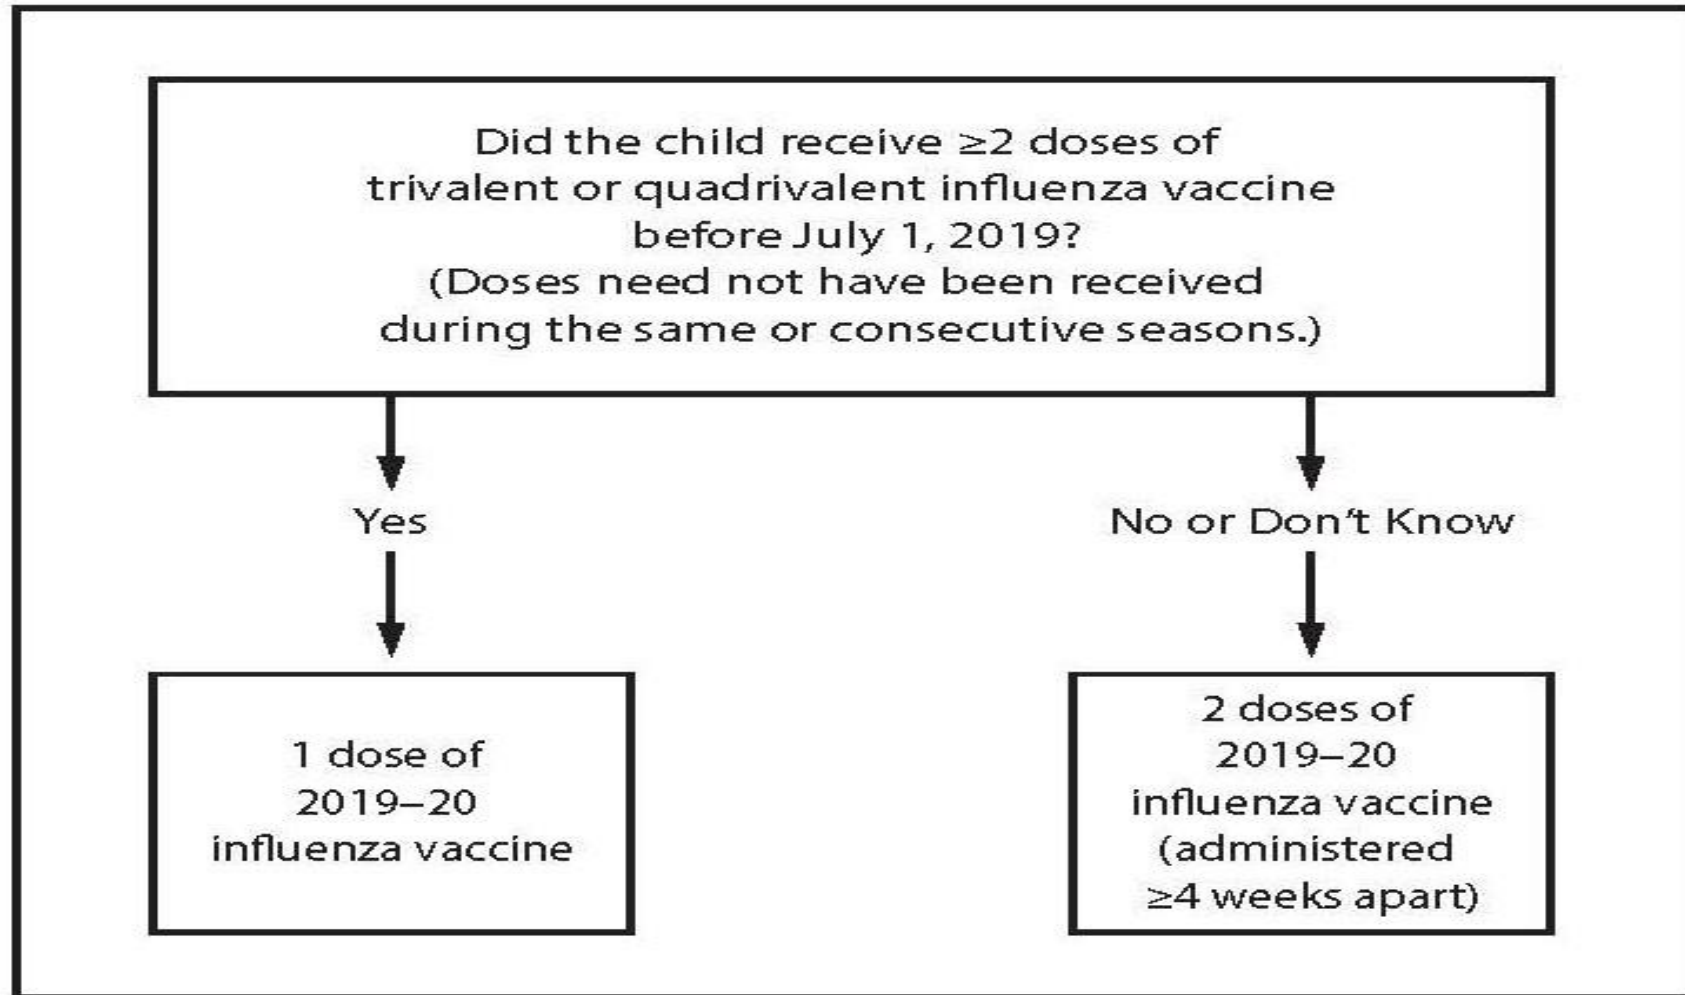 Did the child receive ≥2 doses of
trivalent or quadrivalent influenza vaccine
before July 1, 2019?
(Doses need not have been received
during the same or consecutive seasons.)
Yes
No or Don't Know
1 dose of
2019–20
influenza vaccine
2 doses of
2019–20
influenza vaccine
(administered
≥4 weeks apart)